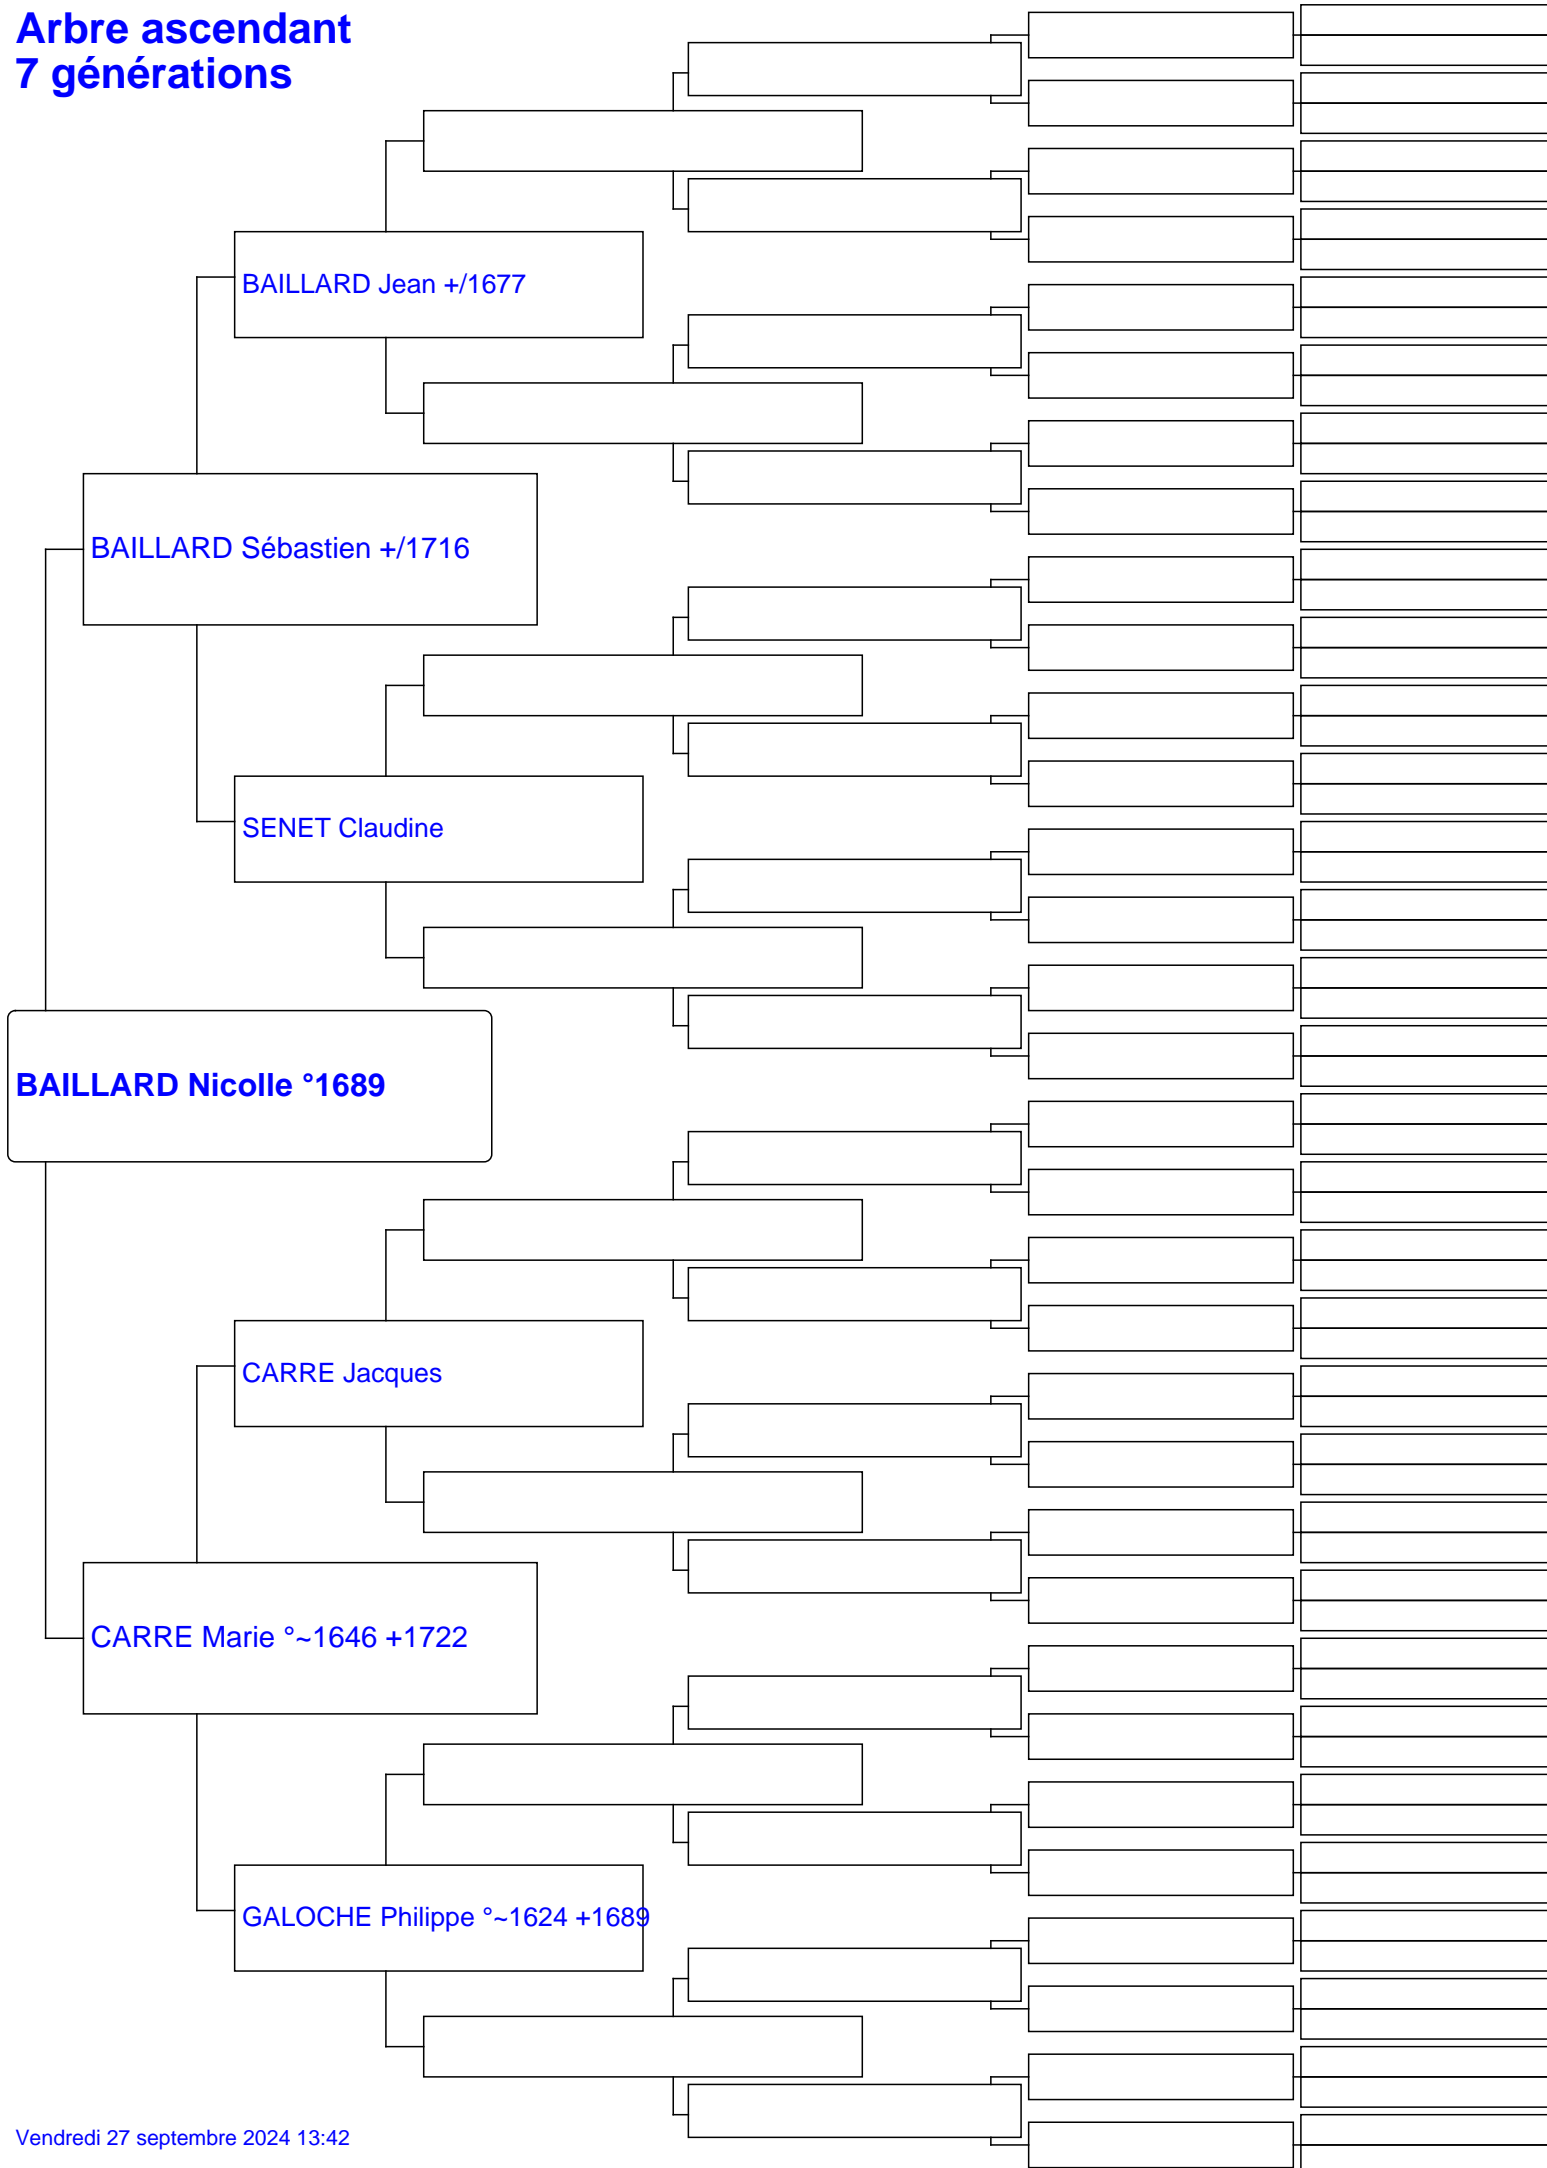 Arbre ascendant
7 générations
BAILLARD Jean +/1677
BAILLARD Sébastien +/1716
SENET Claudine
BAILLARD Nicolle °1689
CARRE Jacques
CARRE Marie °~1646 +1722
GALOCHE Philippe °~1624 +1689
Vendredi 27 septembre 2024 13:42